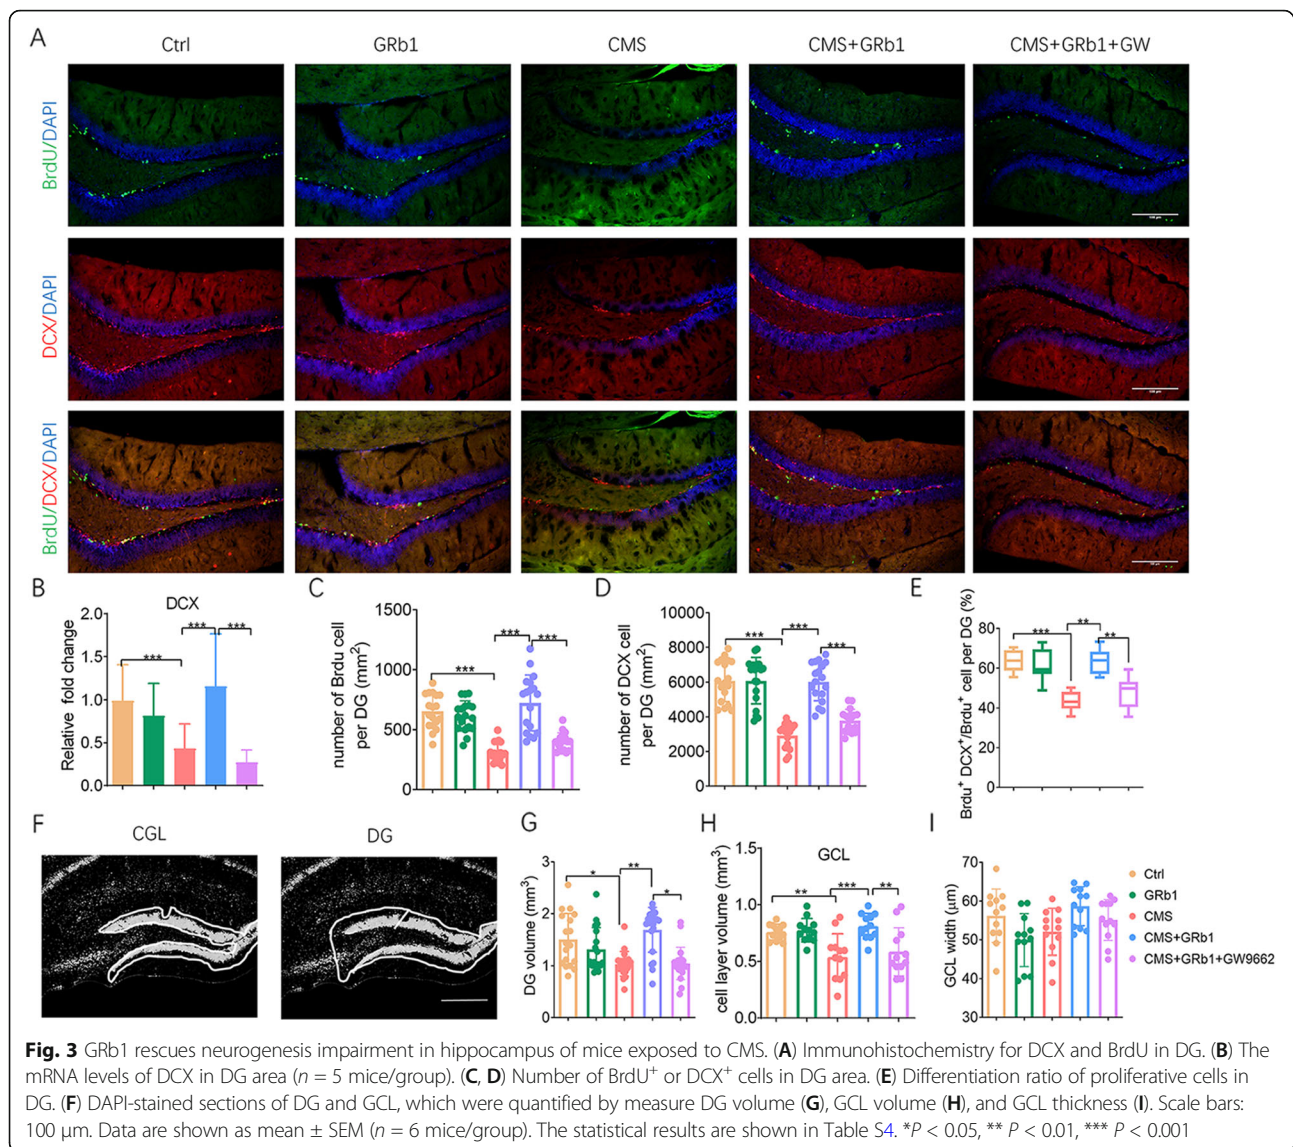 A
Ctrl
GRb1
CMS
CMS+GRb1
CMS+GRb1+GW
BrdU/DAPI
DCX/DAPI
BrdU/DCX/DAPI
B
DCX
Relative fold change
2.0
1.5
1.0
0.5
0.0
***
***
***
C
number of Brdu cell
per DG (mm²)
1500
1000
500
0
***
***
***
D
number of DCX cell
per DG (mm²)
10000
8000
6000
4000
2000
0
***
***
***
E
Brdu⁺ DCX⁺/Brdu⁺ cell per DG (%)
80
60
40
20
0
***
**
**
F
CGL
DG
G
DG volume (mm³)
3
2
1
0
*
**
*
H
GCL
cell layer volume (mm³)
1.5
1.0
0.5
0.0
**
***
**
I
GCL width (μm)
70
60
50
40
30
Ctrl
GRb1
CMS
CMS+GRb1
CMS+GRb1+GW9662
Fig. 3 GRb1 rescues neurogenesis impairment in hippocampus of mice exposed to CMS. (A) Immunohistochemistry for DCX and BrdU in DG. (B) The
mRNA levels of DCX in DG area (n = 5 mice/group). (C, D) Number of BrdU⁺ or DCX⁺ cells in DG area. (E) Differentiation ratio of proliferative cells in
DG. (F) DAPI-stained sections of DG and GCL, which were quantified by measure DG volume (G), GCL volume (H), and GCL thickness (I). Scale bars:
100 μm. Data are shown as mean ± SEM (n = 6 mice/group). The statistical results are shown in Table S4. *P < 0.05, ** P < 0.01, *** P < 0.001